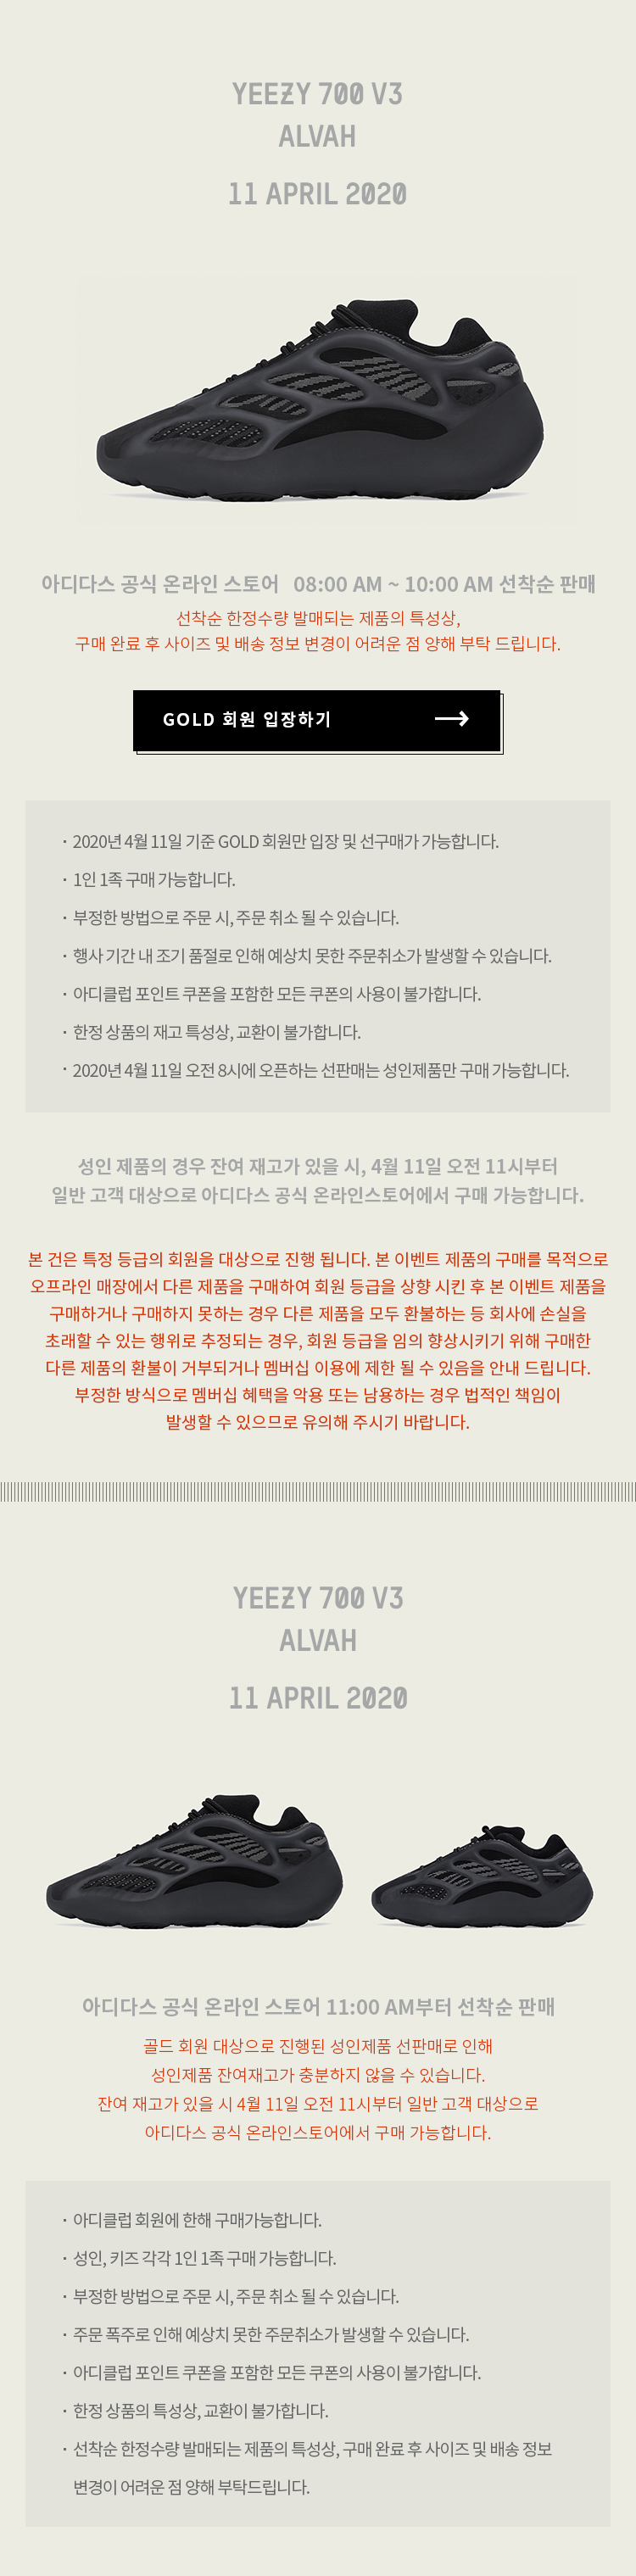 YEEZY 700 V3
ALVAH
11 APRIL 2020
아디다스 공식 온라인 스토어 08:00 AM ~ 10:00 AM 선착순 판매
선착순 한정수량 발매되는 제품의 특성상,
구매 완료 후 사이즈 및 배송 정보 변경이 어려운 점 양해 부탁 드립니다.
GOLD 회원 입장하기
· 2020년 4월 11일 기준 GOLD 회원만 입장 및 선구매가 가능합니다.
· 1인 1족 구매 가능합니다.
· 부정한 방법으로 주문 시, 주문 취소 될 수 있습니다.
· 행사 기간 내 조기 품절로 인해 예상치 못한 주문취소가 발생할 수 있습니다.
· 아디클럽 포인트 쿠폰을 포함한 모든 쿠폰의 사용이 불가합니다.
· 한정 상품의 재고 특성상, 교환이 불가합니다.
· 2020년 4월 11일 오전 8시에 오픈하는 선판매는 성인제품만 구매 가능합니다.
성인 제품의 경우 잔여 재고가 있을 시, 4월 11일 오전 11시부터
일반 고객 대상으로 아디다스 공식 온라인스토어에서 구매 가능합니다.
본 건은 특정 등급의 회원을 대상으로 진행 됩니다. 본 이벤트 제품의 구매를 목적으로
오프라인 매장에서 다른 제품을 구매하여 회원 등급을 상향 시킨 후 본 이벤트 제품을
구매하거나 구매하지 못하는 경우 다른 제품을 모두 환불하는 등 회사에 손실을
초래할 수 있는 행위로 추정되는 경우, 회원 등급을 임의 향상시키기 위해 구매한
다른 제품의 환불이 거부되거나 멤버십 이용에 제한 될 수 있음을 안내 드립니다.
부정한 방식으로 멤버십 혜택을 악용 또는 남용하는 경우 법적인 책임이
발생할 수 있으므로 유의해 주시기 바랍니다.
YEEZY 700 V3
ALVAH
11 APRIL 2020
아디다스 공식 온라인 스토어 11:00 AM부터 선착순 판매
골드 회원 대상으로 진행된 성인제품 선판매로 인해
성인제품 잔여재고가 충분하지 않을 수 있습니다.
잔여 재고가 있을 시 4월 11일 오전 11시부터 일반 고객 대상으로
아디다스 공식 온라인스토어에서 구매 가능합니다.
· 아디클럽 회원에 한해 구매가능합니다.
· 성인, 키즈 각각 1인 1족 구매 가능합니다.
· 부정한 방법으로 주문 시, 주문 취소 될 수 있습니다.
· 주문 폭주로 인해 예상치 못한 주문취소가 발생할 수 있습니다.
· 아디클럽 포인트 쿠폰을 포함한 모든 쿠폰의 사용이 불가합니다.
· 한정 상품의 특성상, 교환이 불가합니다.
· 선착순 한정수량 발매되는 제품의 특성상, 구매 완료 후 사이즈 및 배송 정보
변경이 어려운 점 양해 부탁드립니다.